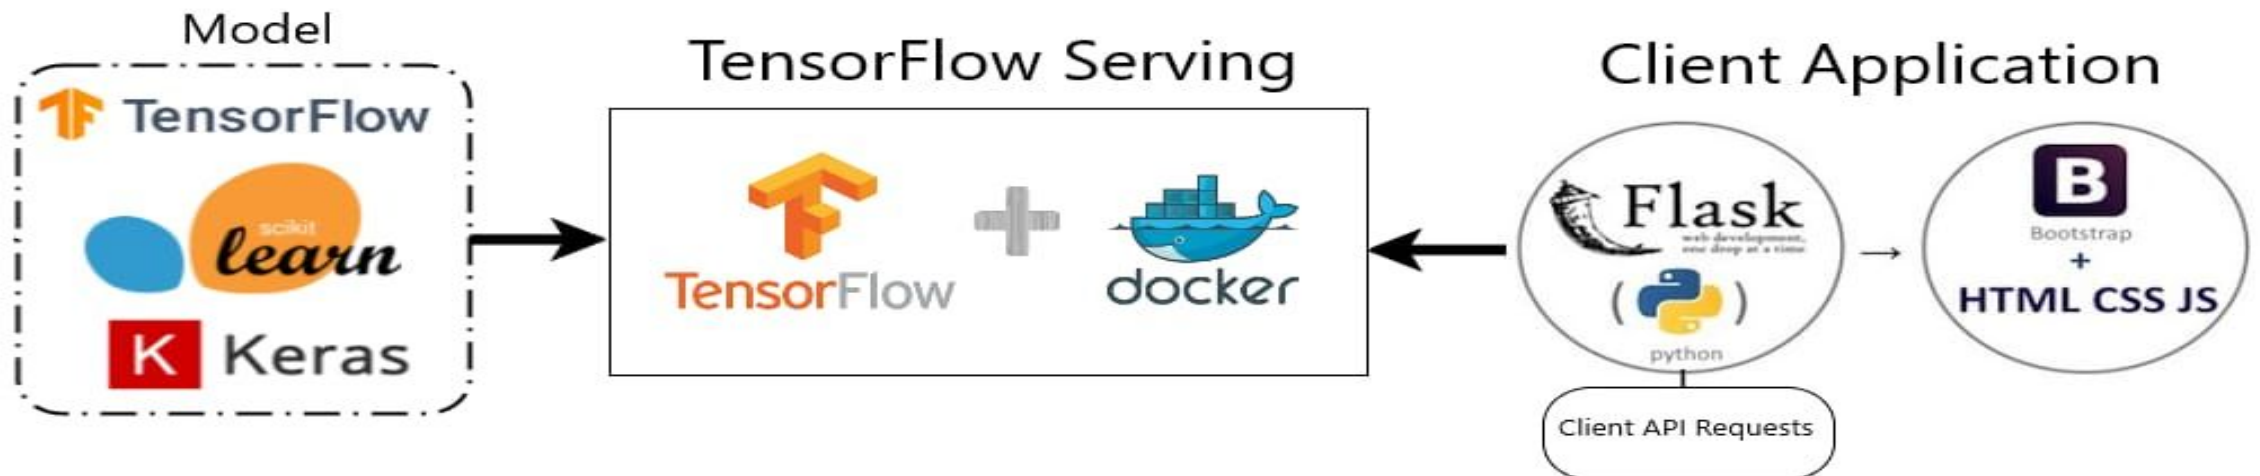 Model
TensorFlow
scikit
learn
K Keras
TensorFlow Serving
TensorFlow
docker
Client Application
Flask
web development,
one drop at a time
( )
python
Client API Requests
→
B
Bootstrap
+
HTML CSS JS